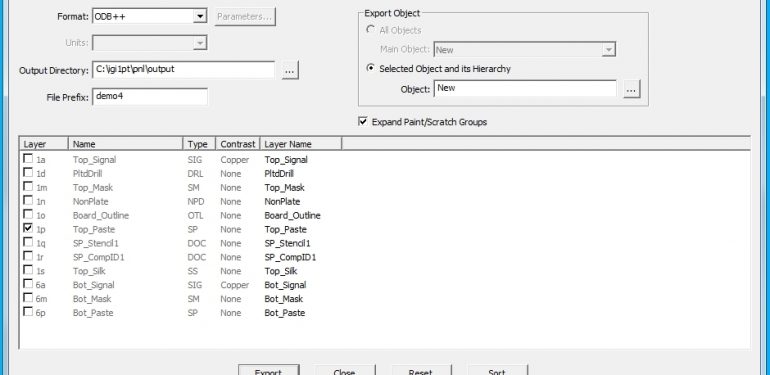 Format: ODB++ Parameters...
Units:
Output Directory: C:\igi1pt\pnl\output ...
File Prefix: demo4
Export Object
All Objects
Main Object: New
Selected Object and its Hierarchy
Object: New ...
Expand Paint/Scratch Groups
Layer Name Type Contrast Layer Name
1a Top_Signal SIG Copper Top_Signal
1d PltdDrill DRL None PltdDrill
1m Top_Mask SM None Top_Mask
1n NonPlate NPD None NonPlate
1o Board_Outline OTL None Board_Outline
1p Top_Paste SP None Top_Paste
1q SP_Stencil1 DOC None SP_Stencil1
1r SP_CompID1 DOC None SP_CompID1
1s Top_Silk SS None Top_Silk
6a Bot_Signal SIG Copper Bot_Signal
6m Bot_Mask SM None Bot_Mask
6p Bot_Paste SP None Bot_Paste
Export Close Reset Sort